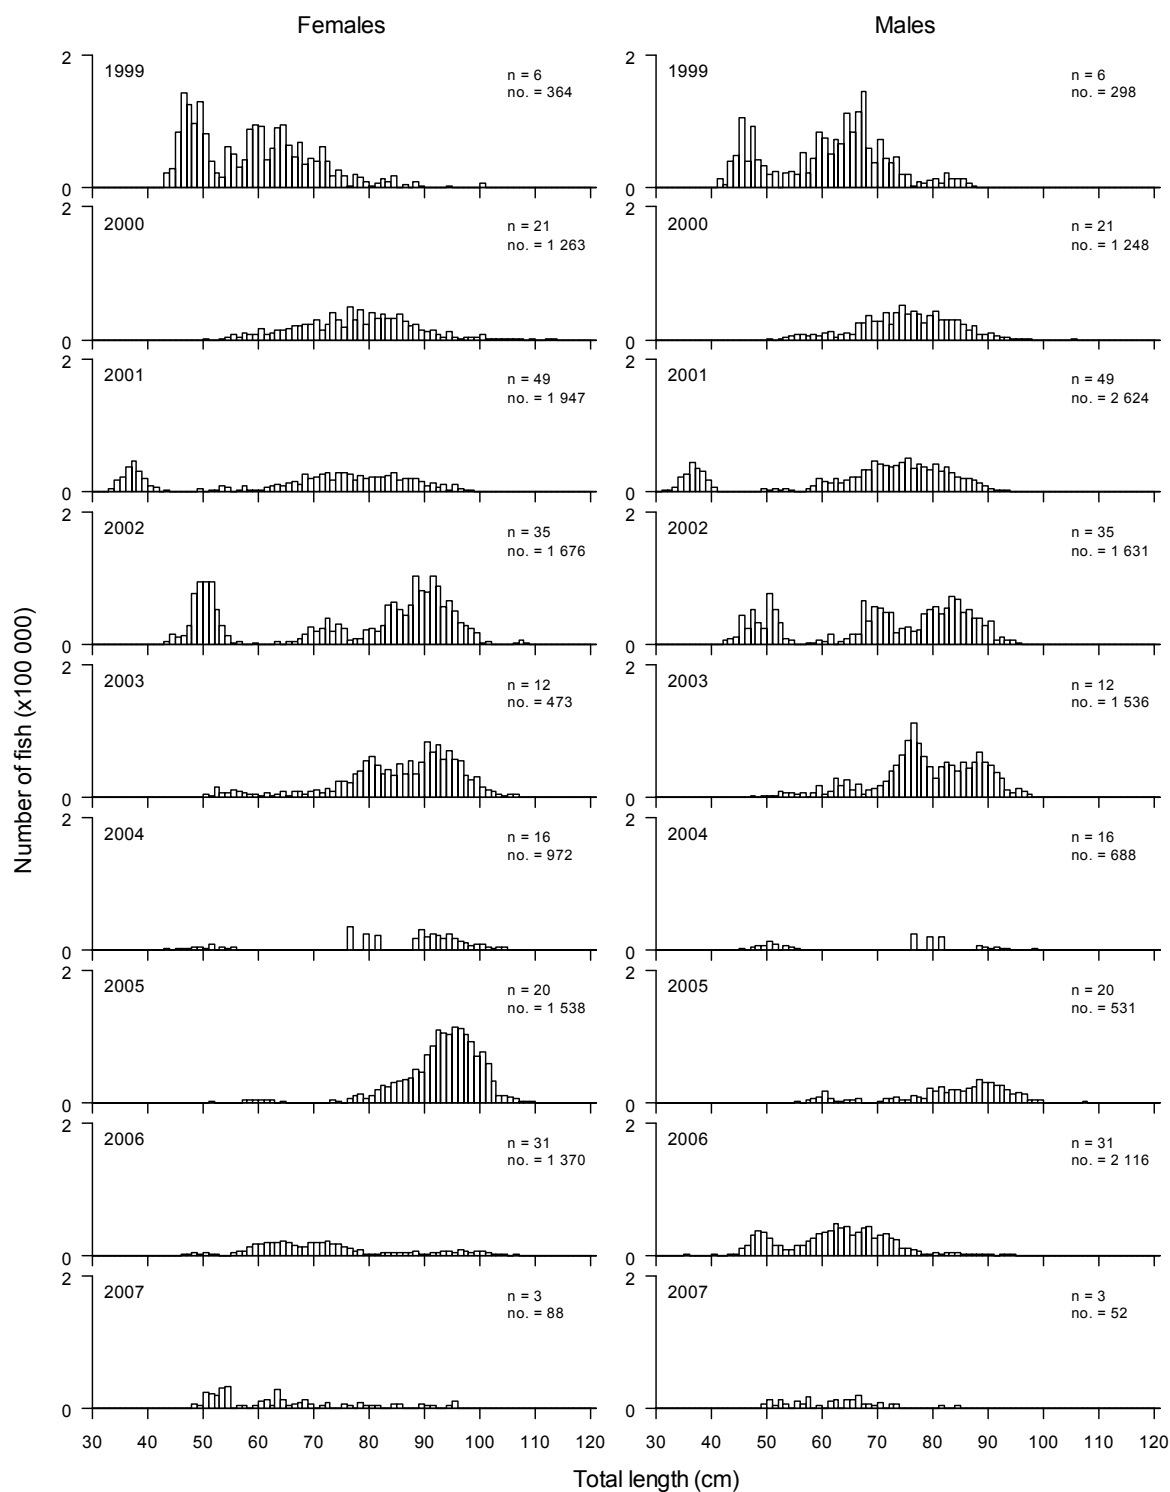 Females Males
2
1999
n = 6
no. = 364
0
2
1999
n = 6
no. = 298
0
2
2000
n = 21
no. = 1 263
0
2
2000
n = 21
no. = 1 248
0
2
2001
n = 49
no. = 1 947
0
2
2001
n = 49
no. = 2 624
0
2
2002
n = 35
no. = 1 676
0
2
2002
n = 35
no. = 1 631
0
2
2003
n = 12
no. = 473
0
2
2003
n = 12
no. = 1 536
0
2
2004
n = 16
no. = 972
0
2
2004
n = 16
no. = 688
0
2
2005
n = 20
no. = 1 538
0
2
2005
n = 20
no. = 531
0
2
2006
n = 31
no. = 1 370
0
2
2006
n = 31
no. = 2 116
0
2
2007
n = 3
no. = 88
0
2
2007
n = 3
no. = 52
0
30 40 50 60 70 80 90 100 110 120
30 40 50 60 70 80 90 100 110 120
Number of fish (x100 000)
Total length (cm)